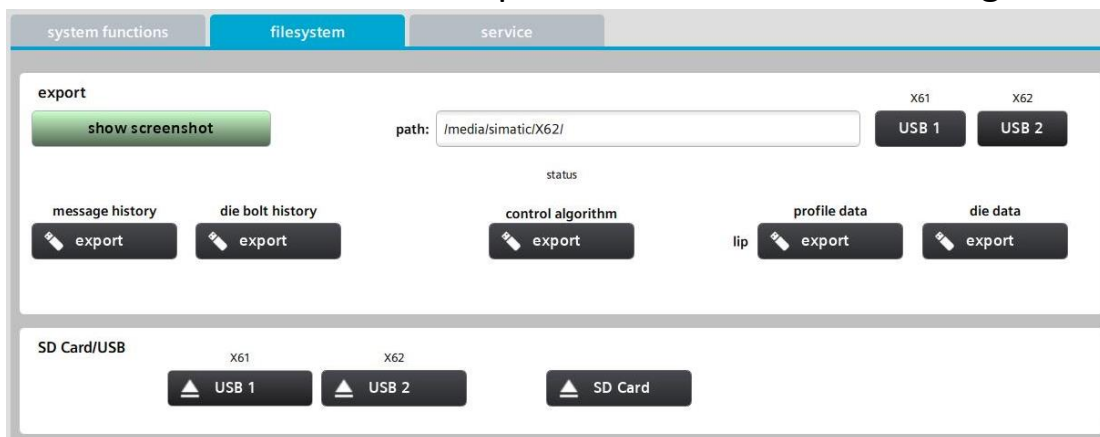 system functions filesystem service
export X61 X62
show screenshot path: /media/simatic/X62/ USB 1 USB 2
status
message history die bolt history control algorithm profile data die data
export export export lip export export
SD Card/USB X61 X62
USB 1 USB 2 SD Card